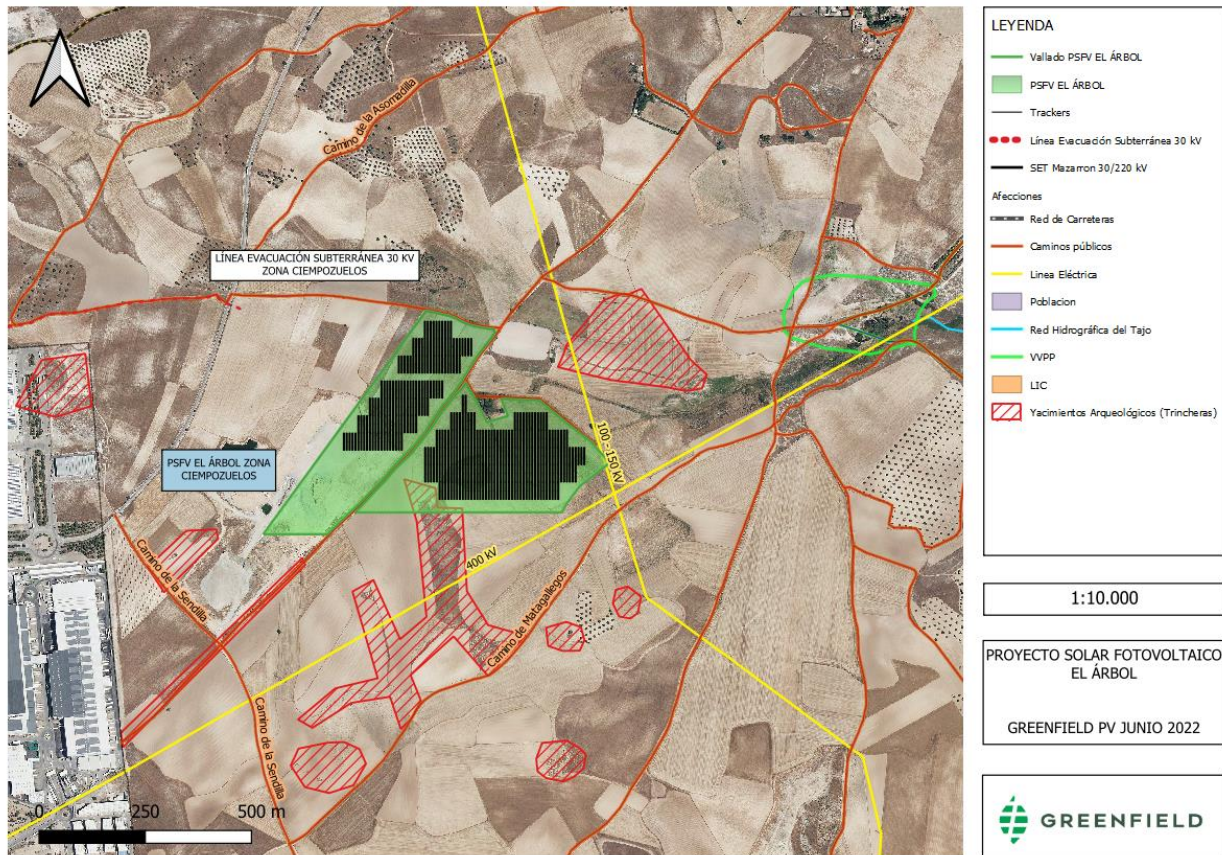 Camino de la Asomadilla
LÍNEA EVACUACIÓN SUBTERRÁNEA 30 KV
ZONA CIEMPOZUELOS
PSFV EL ÁRBOL ZONA
CIEMPOZUELOS
100 - 150 kV
400 kV
Camino de la Sendilla
Camino de Matagallegos
Camino de la Sendilla
0 250 500 m
LEYENDA
Vallado PSFV EL ÁRBOL
PSFV EL ÁRBOL
Trackers
Línea Evacuación Subterránea 30 kV
SET Mazarron 30/220 kV
Afecciones
Red de Carreteras
Caminos públicos
Linea Eléctrica
Poblacion
Red Hidrográfica del Tajo
VVPP
LIC
Yacimientos Arqueológicos (Trincheras)
1:10.000
PROYECTO SOLAR FOTOVOLTAICO
EL ÁRBOL
GREENFIELD PV JUNIO 2022
GREENFIELD